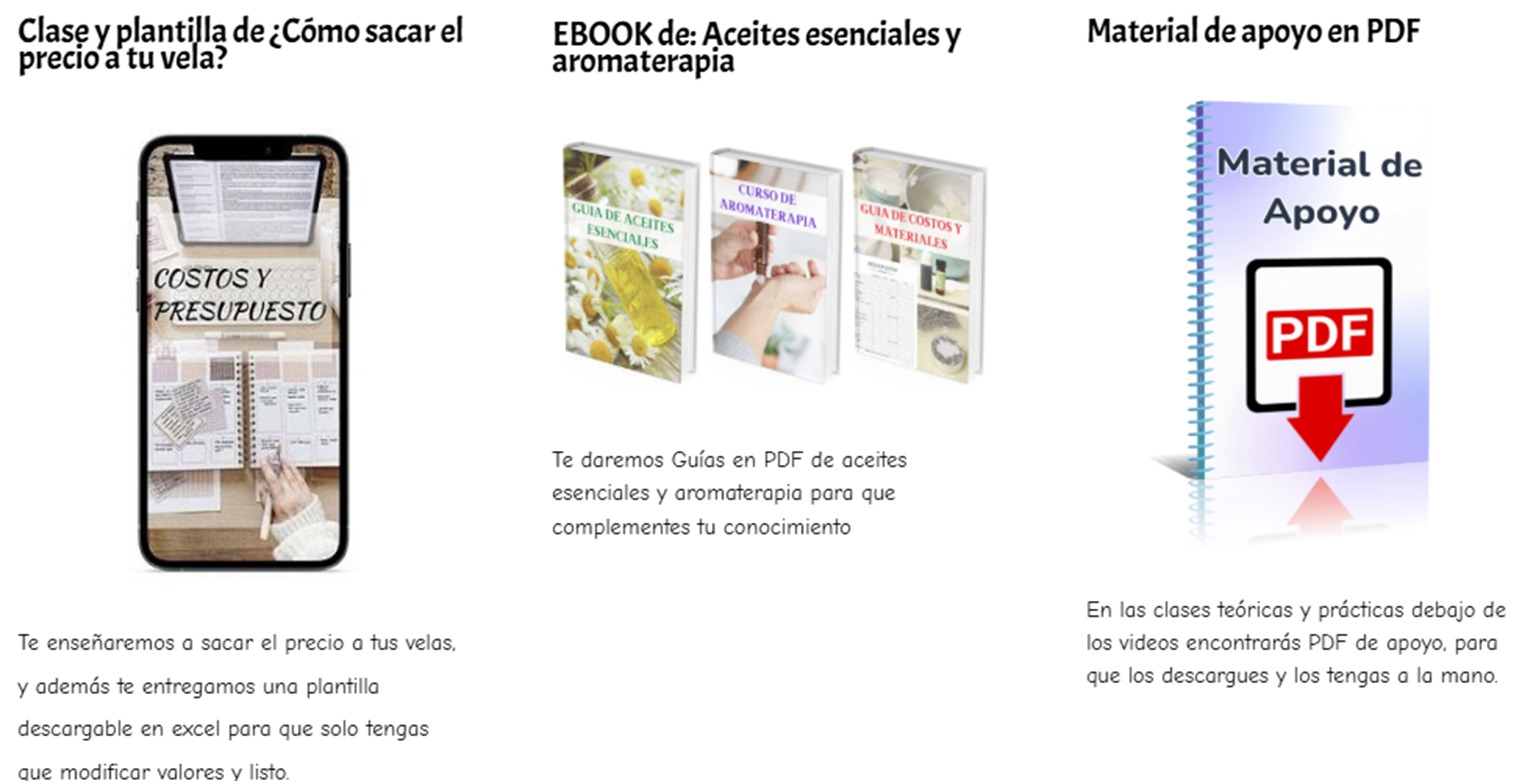 Clase y plantilla de ¿Cómo sacar el
precio a tu vela?
COSTOS Y
PRESUPUESTO
Te enseñaremos a sacar el precio a tus velas,
y además te entregamos una plantilla
descargable en excel para que solo tengas
que modificar valores y listo.
EBOOK de: Aceites esenciales y
aromaterapia
GUIA DE ACEITES
ESENCIALES
CURSO DE
AROMATERAPIA
GUIA DE COSTOS Y
MATERIALES
Te daremos Guías en PDF de aceites
esenciales y aromaterapia para que
complementes tu conocimiento
Material de apoyo en PDF
Material de
Apoyo
PDF
En las clases teóricas y prácticas debajo de
los videos encontrarás PDF de apoyo, para
que los descargues y los tengas a la mano.